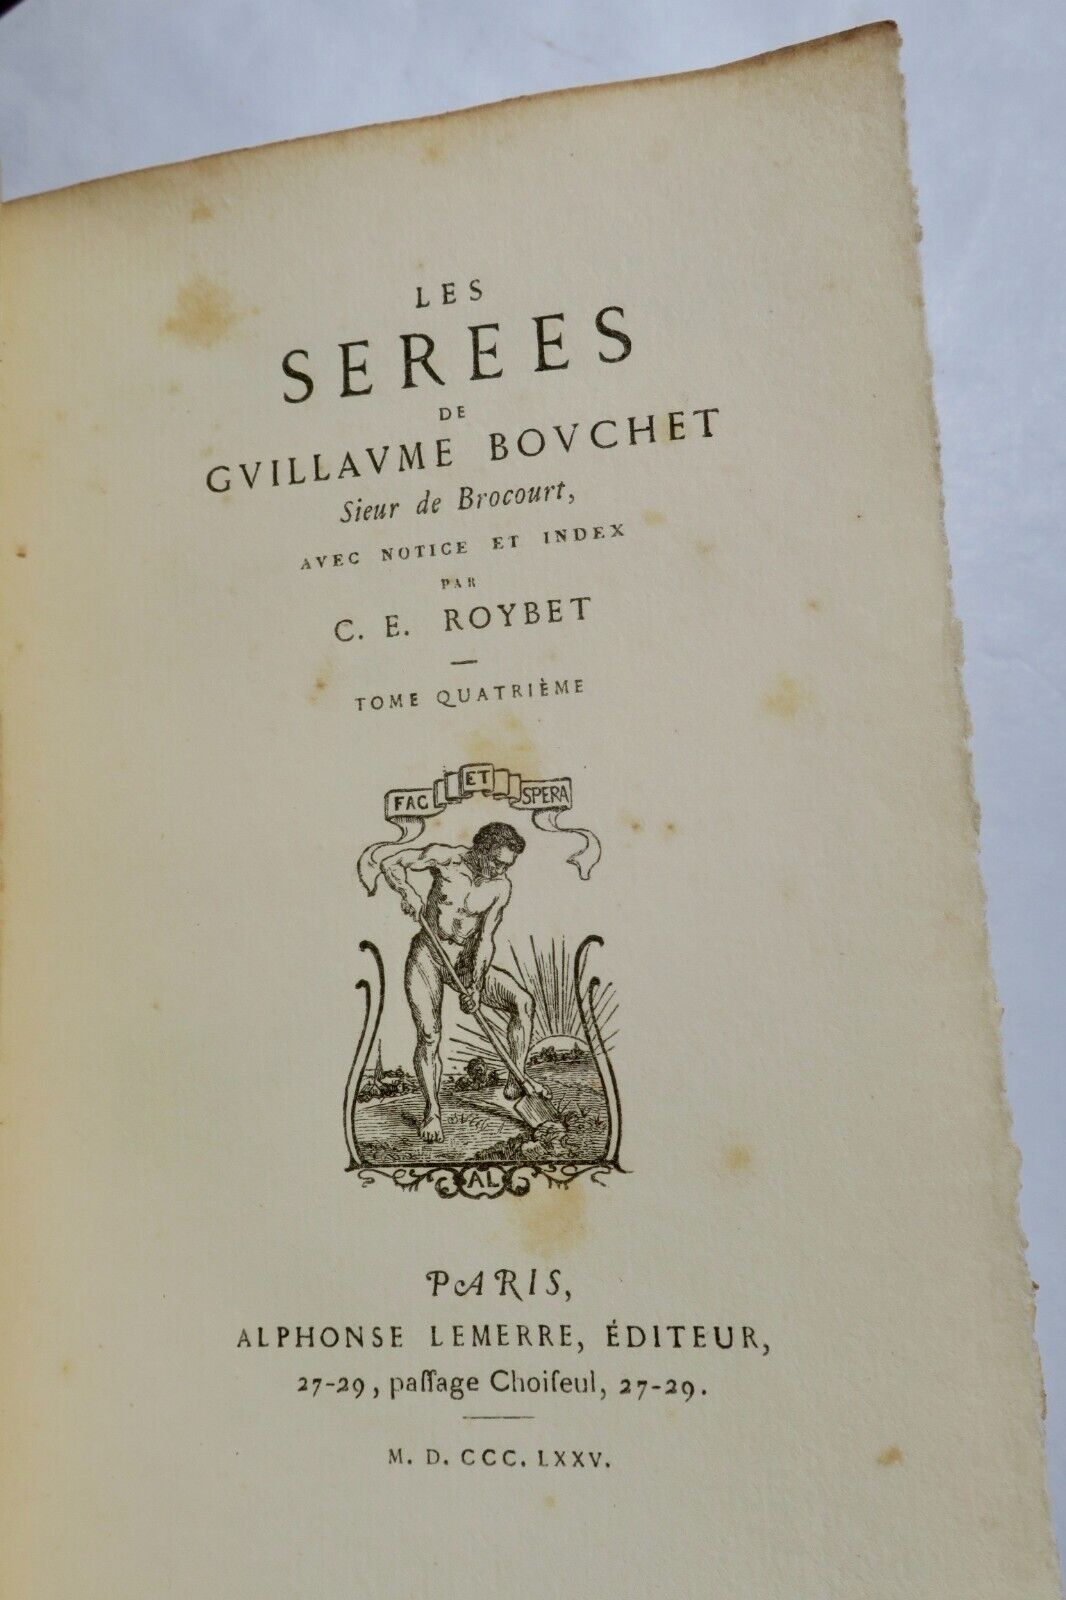 LES
SEREES
DE
GVILLAVME BOVCHET
Sieur de Brocourt,
AVEC NOTICE ET INDEX
PAR
C. E. ROYBET
TOME QUATRIÈME
FAC ET SPERA
AL
PARIS,
ALPHONSE LEMERRE, ÉDITEUR,
27-29, paſſage Choiſeul, 27-29.
M. D. CCC. LXXV.